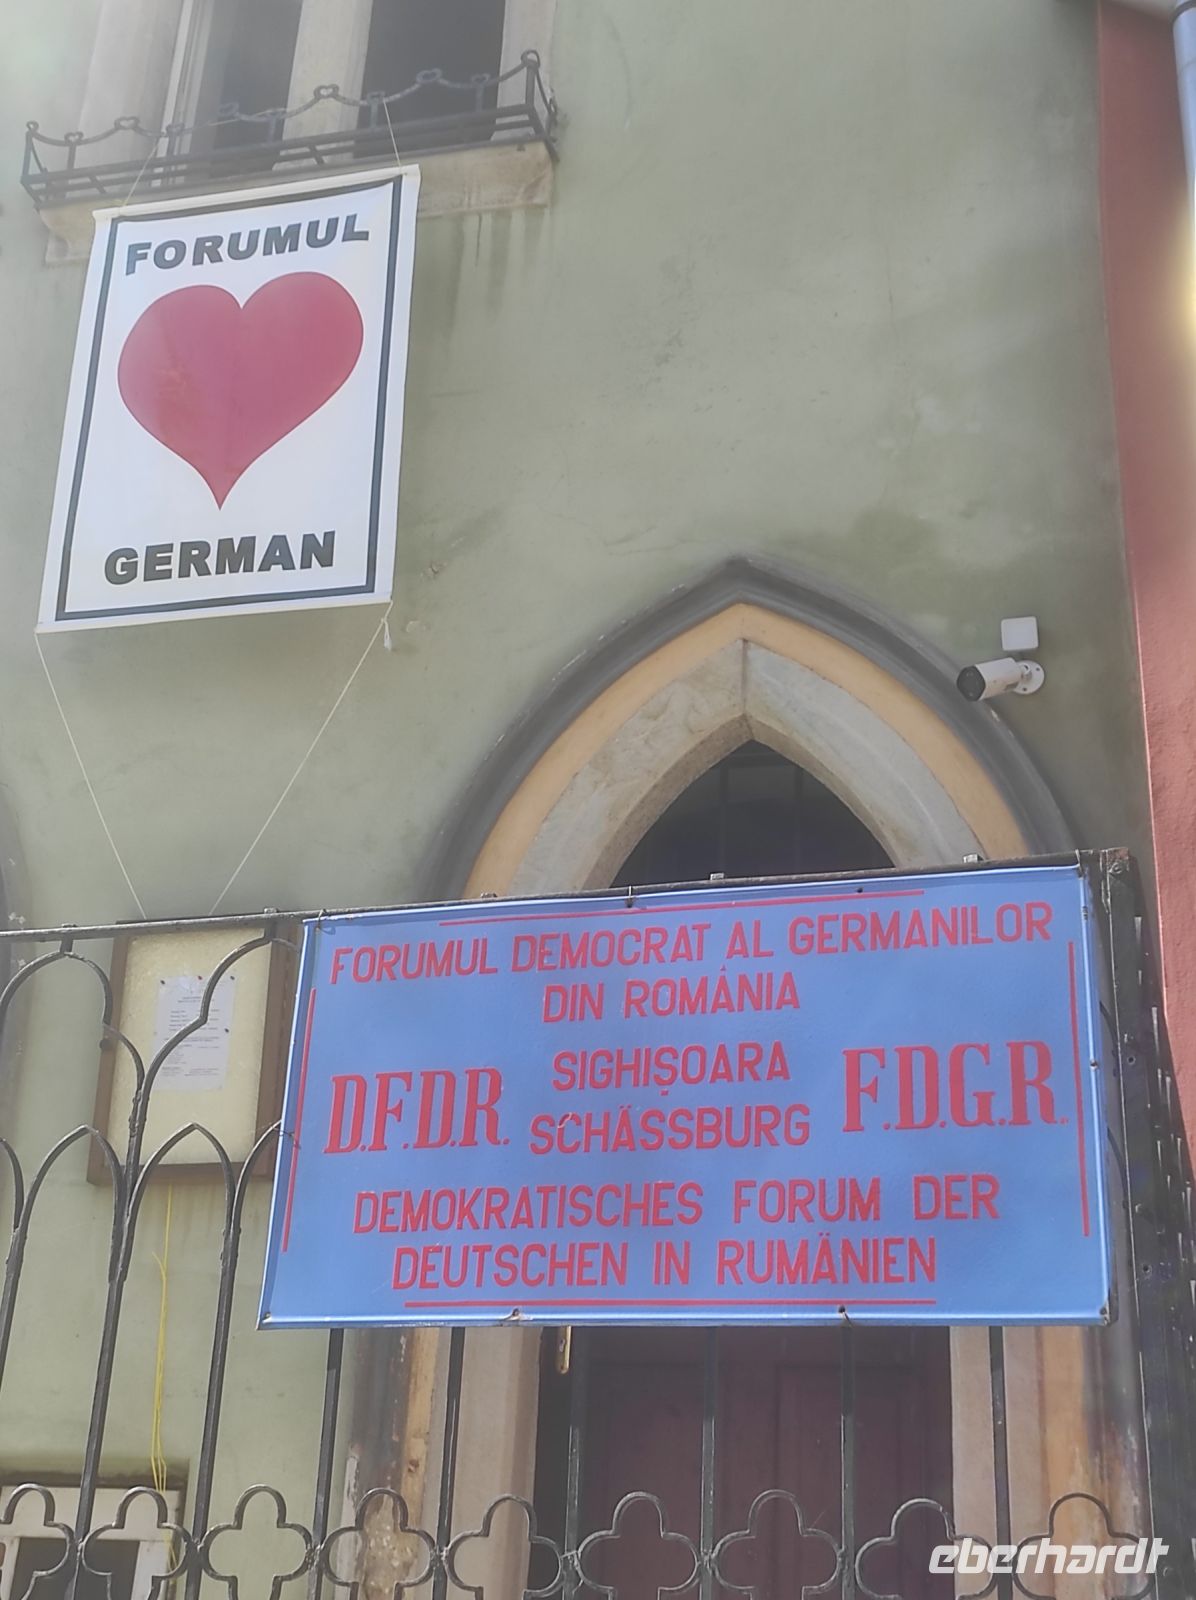 FORUMUL
GERMAN
FORUMUL DEMOCRAT AL GERMANILOR
DIN ROMÂNIA
D.F.D.R.
SIGHIȘOARA
SCHÄSSBURG
F.D.G.R.
DEMOKRATISCHES FORUM DER
DEUTSCHEN IN RUMÄNIEN
eberhardt